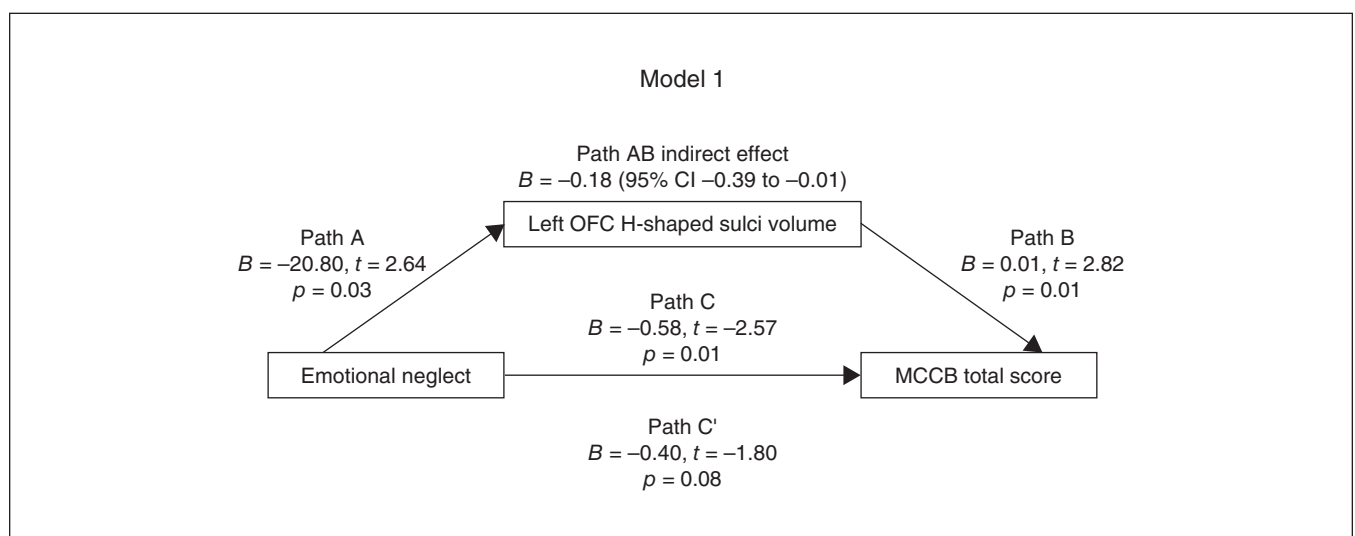 Model 1
Path AB indirect effect
B = –0.18 (95% CI –0.39 to –0.01)
Left OFC H-shaped sulci volume
Path A
B = –20.80, t = 2.64
p = 0.03
Path B
B = 0.01, t = 2.82
p = 0.01
Path C
B = –0.58, t = –2.57
p = 0.01
Emotional neglect
MCCB total score
Path C'
B = –0.40, t = –1.80
p = 0.08